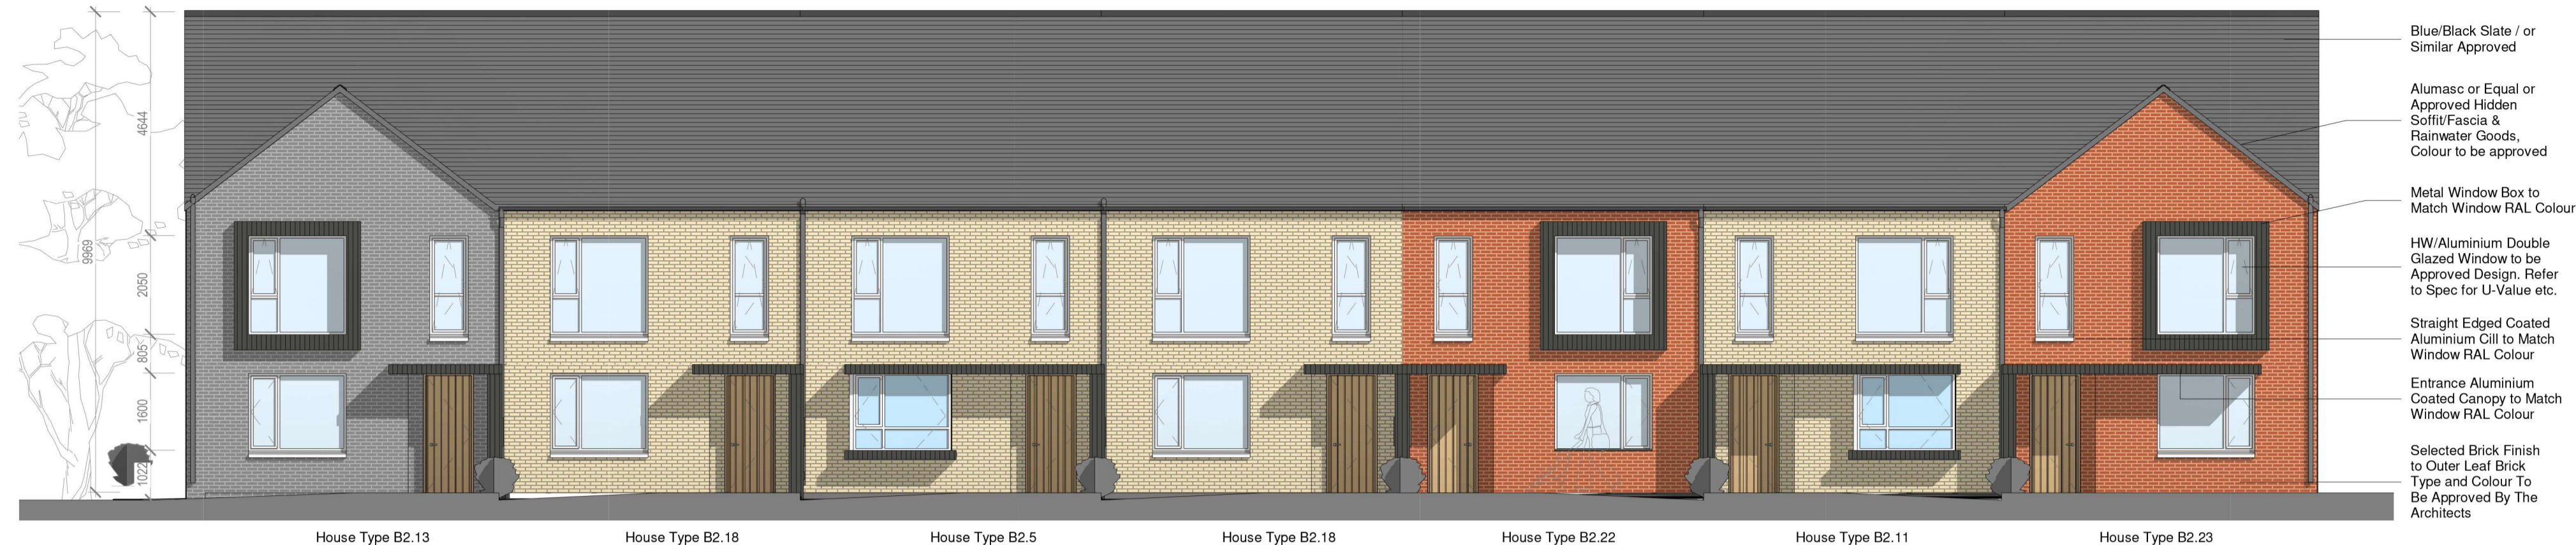 Blue/Black Slate / or
Similar Approved
Alumasc or Equal or
Approved Hidden
Soffit/Fascia &
Rainwater Goods,
Colour to be approved
Metal Window Box to
Match Window RAL Colour
HW/Aluminium Double
Glazed Window to be
Approved Design. Refer
to Spec for U-Value etc.
Straight Edged Coated
Aluminium Cill to Match
Window RAL Colour
Entrance Aluminium
Coated Canopy to Match
Window RAL Colour
Selected Brick Finish
to Outer Leaf Brick
Type and Colour To
Be Approved By The
Architects
9969
4644
2050
805
1600
1022
House Type B2.13
House Type B2.18
House Type B2.5
House Type B2.18
House Type B2.22
House Type B2.11
House Type B2.23